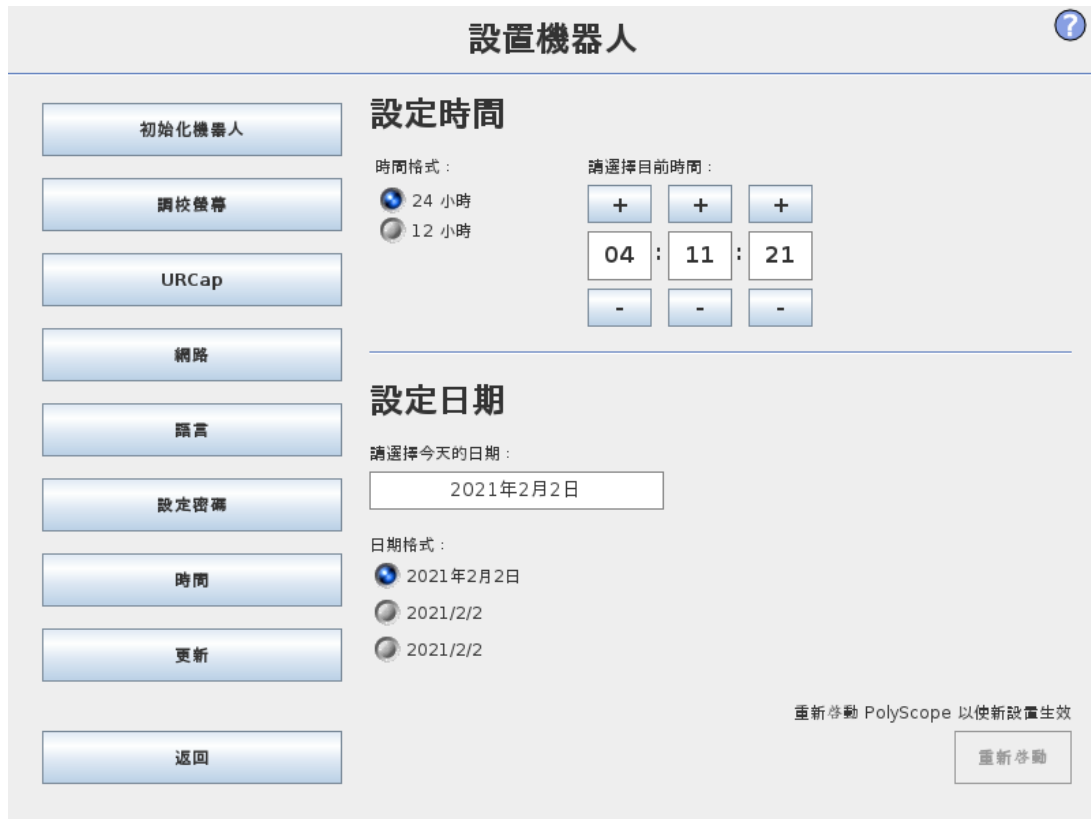 設置機器人
?
初始化機器人
調校螢幕
URCap
網路
語言
設定密碼
時間
更新
返回
設定時間
時間格式：
24 小時
12 小時
請選擇目前時間：
+ + +
04 : 11 : 21
- - -
設定日期
請選擇今天的日期：
2021年2月2日
日期格式：
2021年2月2日
2021/2/2
2021/2/2
重新啓動 PolyScope 以使新設置生效
重新啓動